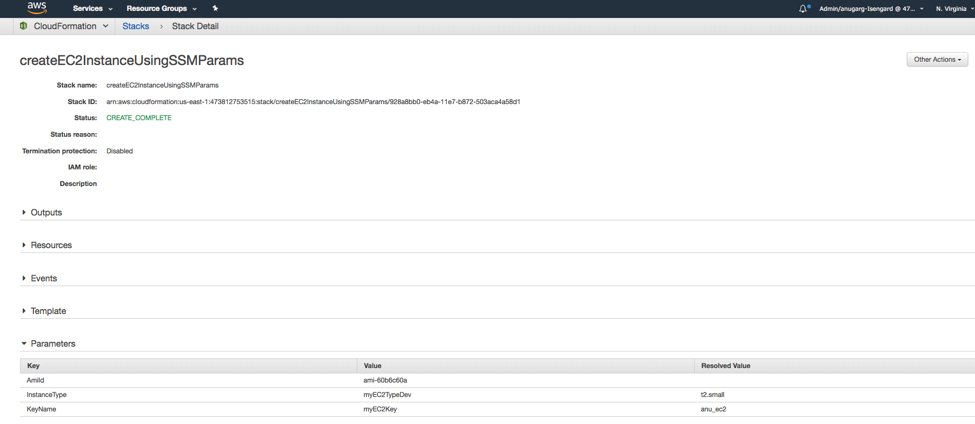 aws Services Resource Groups Admin/anugarg-Isengard @ 47... N. Virginia
CloudFormation Stacks Stack Detail
createEC2InstanceUsingSSMParams Other Actions
Stack name: createEC2InstanceUsingSSMParams
Stack ID: arn:aws:cloudformation:us-east-1:473812753515:stack/createEC2InstanceUsingSSMParams/928a8bb0-eb4a-11e7-b872-503aca4a58d1
Status: CREATE_COMPLETE
Status reason:
Termination protection: Disabled
IAM role:
Description
Outputs
Resources
Events
Template
Parameters
Key Value Resolved Value
AmiId ami-60b6c60a
InstanceType myEC2TypeDev t2.small
KeyName myEC2Key anu_ec2